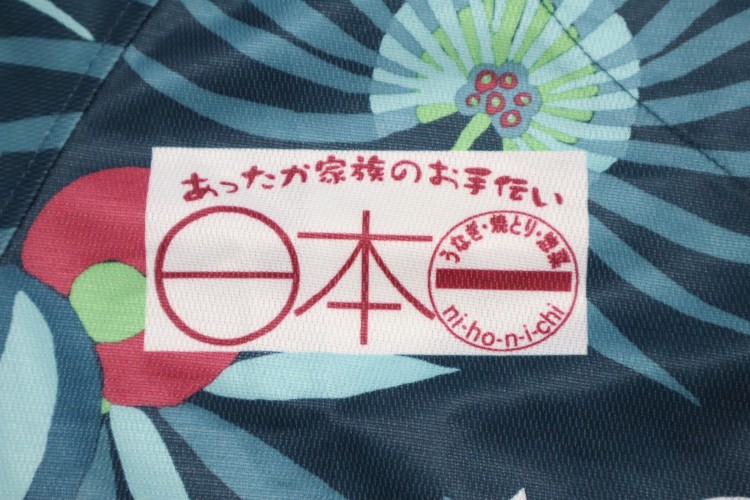 あったか家族のお手伝い
日本一
うなぎ・焼とり・惣菜
ni-ho-n-i-chi